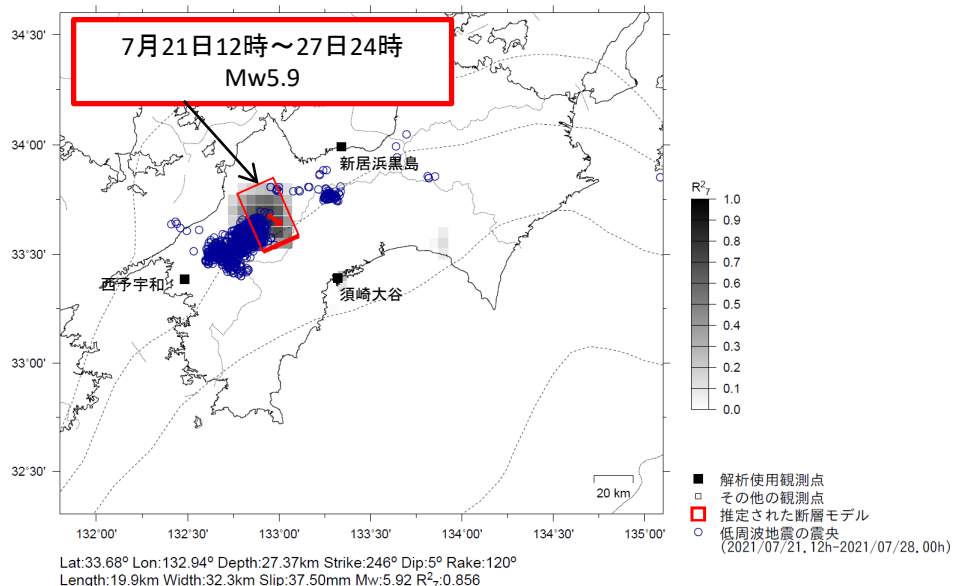 7月21日12時～27日24時
Mw5.9
34°30'
34°00'
33°30'
33°00'
32°30'
132°00'
132°30'
133°00'
133°30'
134°00'
134°30'
135°00'
新居浜黒島
西予宇和
須崎大谷
20 km
R²₇
1.0
0.9
0.8
0.7
0.6
0.5
0.4
0.3
0.2
0.1
0.0
解析使用観測点
その他の観測点
推定された断層モデル
低周波地震の震央
(2021/07/21.12h-2021/07/28.00h)
Lat:33.68° Lon:132.94° Depth:27.37km Strike:246° Dip:5° Rake:120°
Length:19.9km Width:32.3km Slip:37.50mm Mw:5.92 R²₇:0.856